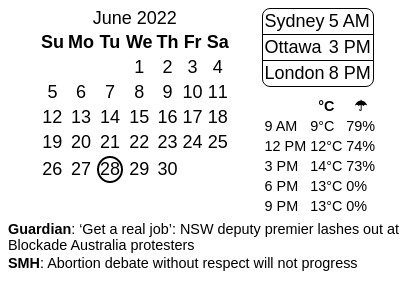 June 2022
Su Mo Tu We Th Fr Sa
1 2 3 4
5 6 7 8 9 10 11
12 13 14 15 16 17 18
19 20 21 22 23 24 25
26 27 28 29 30
Sydney 5 AM
Ottawa 3 PM
London 8 PM
°C ☂
9 AM 9°C 79%
12 PM 12°C 74%
3 PM 14°C 73%
6 PM 13°C 0%
9 PM 13°C 0%
Guardian: ‘Get a real job’: NSW deputy premier lashes out at
Blockade Australia protesters
SMH: Abortion debate without respect will not progress